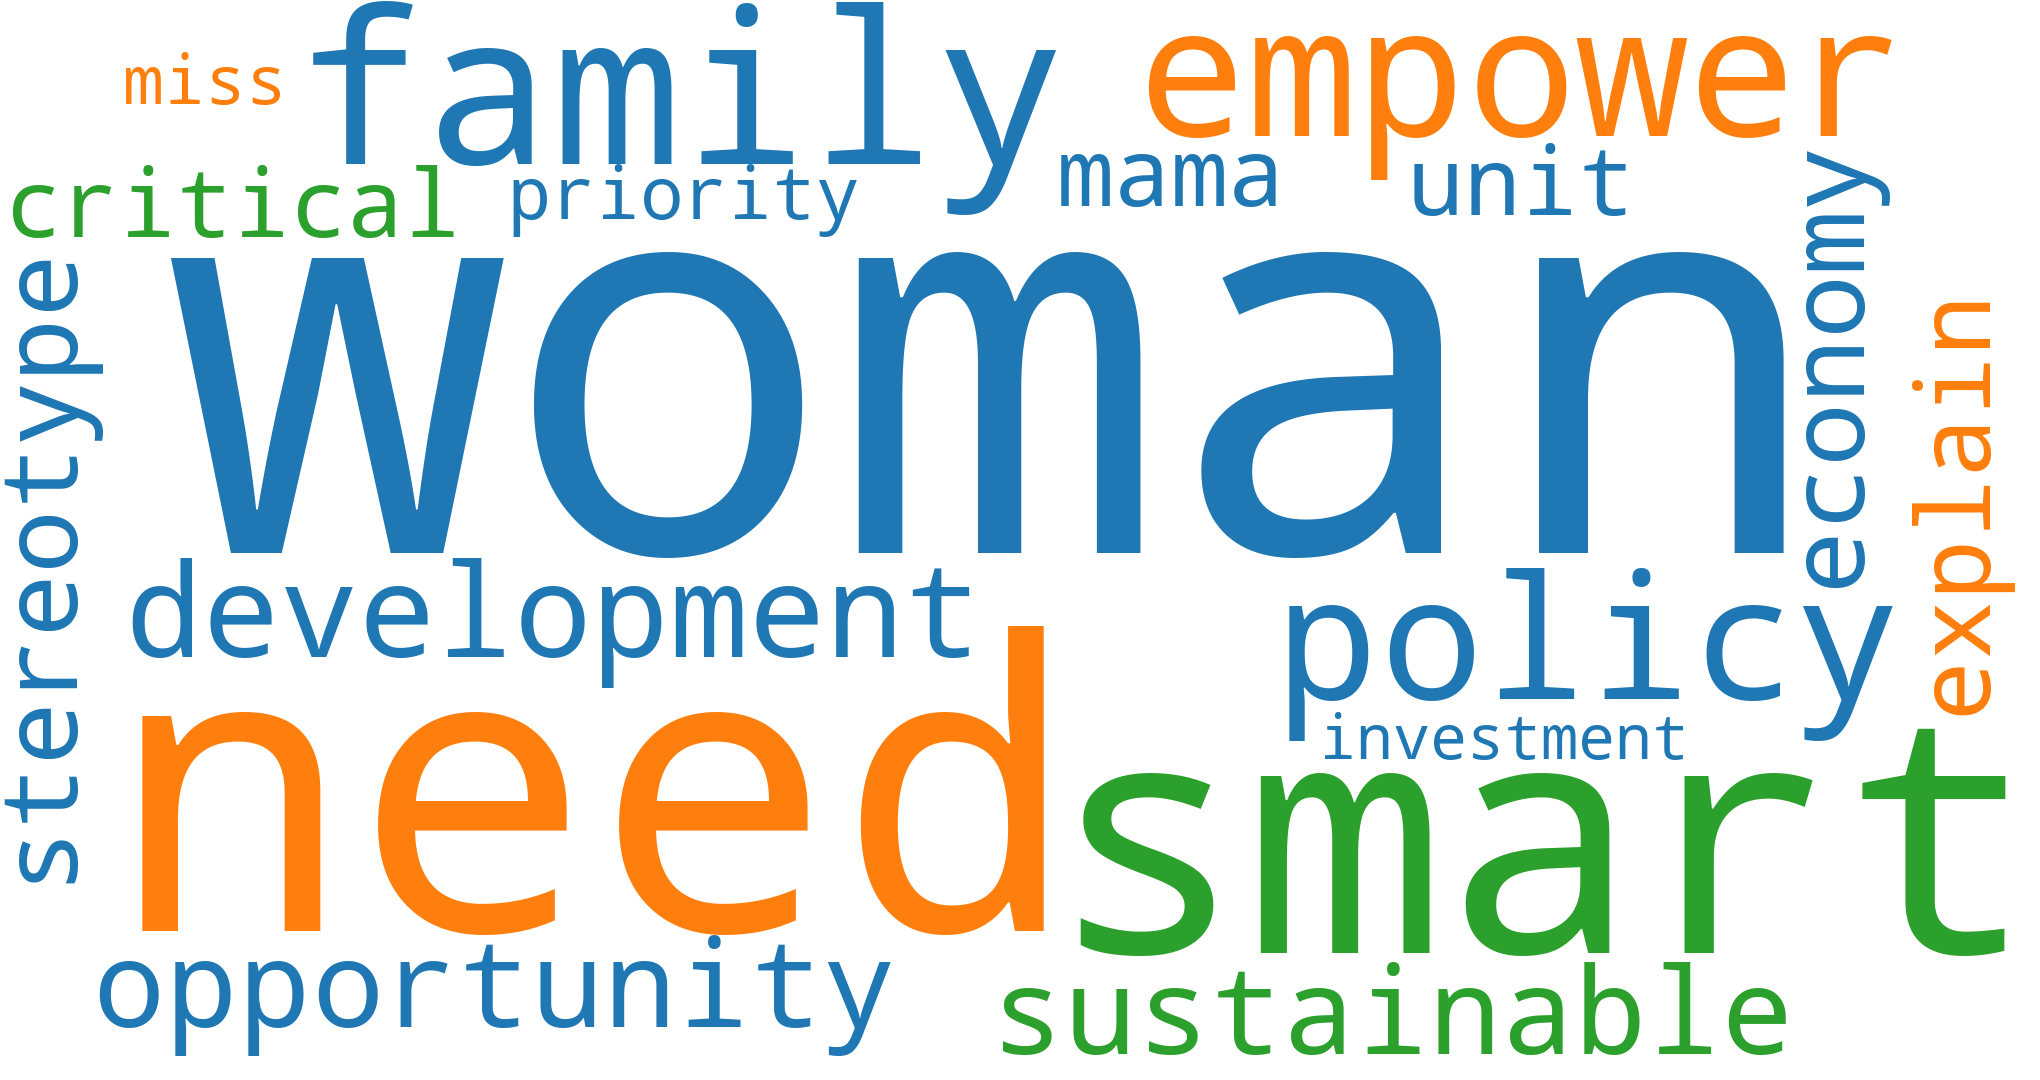 miss
family
empower
critical
priority
mama
unit
woman
economy
stereotype
explain
development
policy
need
investment
smart
opportunity
sustainable